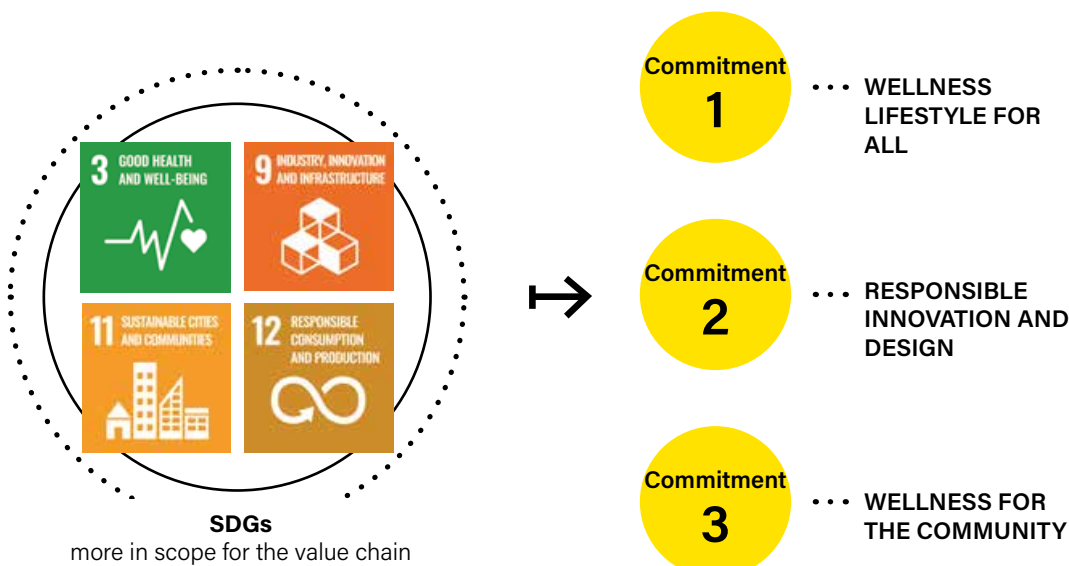 3 GOOD HEALTH
AND WELL-BEING
9 INDUSTRY, INNOVATION
AND INFRASTRUCTURE
11 SUSTAINABLE CITIES
AND COMMUNITIES
12 RESPONSIBLE
CONSUMPTION
AND PRODUCTION
SDGs
more in scope for the value chain
Commitment
1
WELLNESS
LIFESTYLE FOR
ALL
Commitment
2
RESPONSIBLE
INNOVATION AND
DESIGN
Commitment
3
WELLNESS FOR
THE COMMUNITY